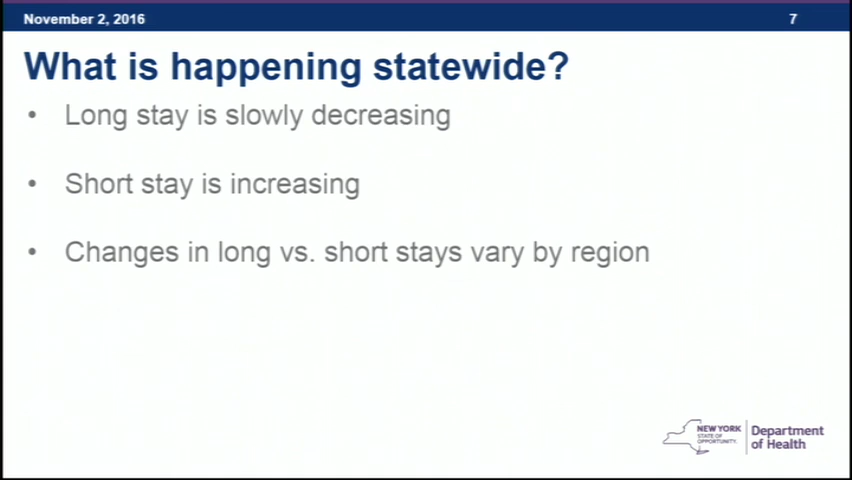 November 2, 2016
7
What is happening statewide?
• Long stay is slowly decreasing
• Short stay is increasing
• Changes in long vs. short stays vary by region
NEW YORK
STATE OF
OPPORTUNITY.
Department
of Health